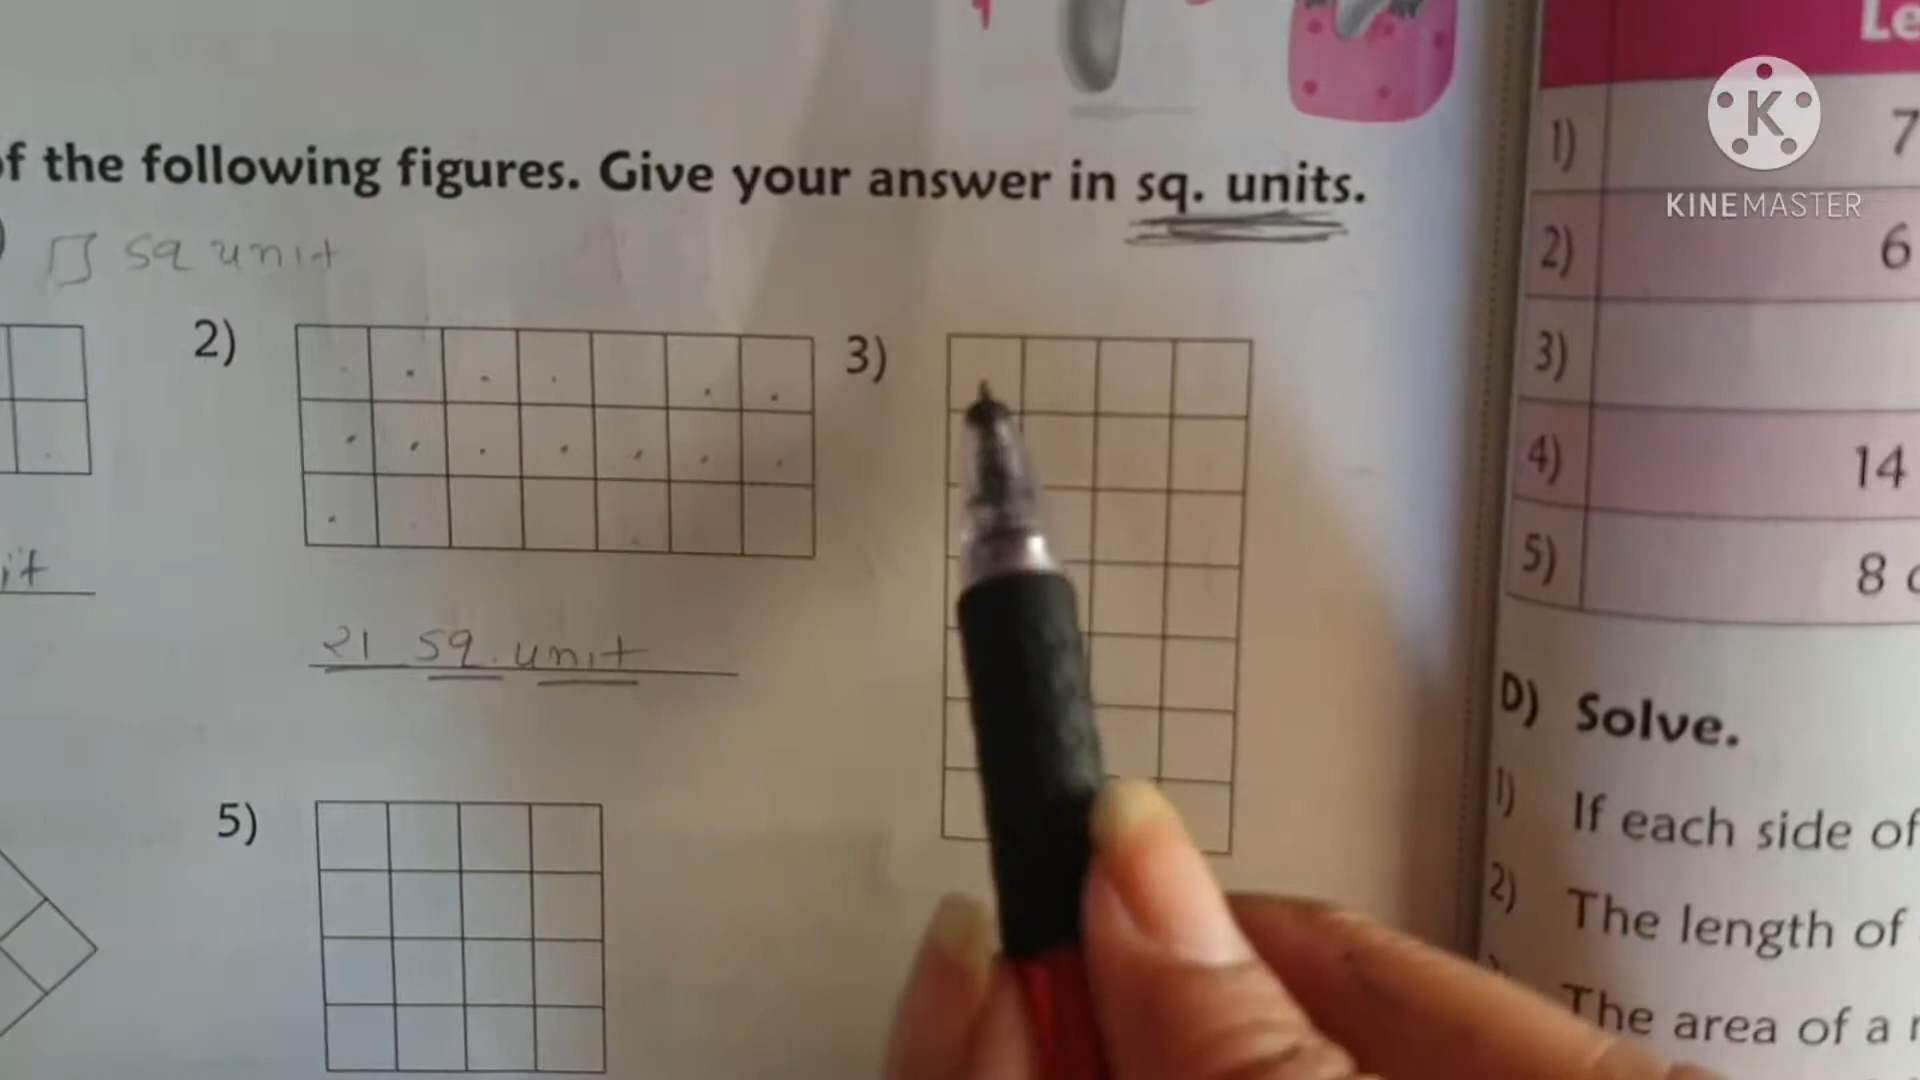 Le
1) 7
KINEMASTER
of the following figures. Give your answer in sq. units.
sq unit
2) 6
2)
3)
3)
4) 14
5) 8
it
21 sq. unit
D) Solve.
1) If each side of
5)
2) The length of
The area of a